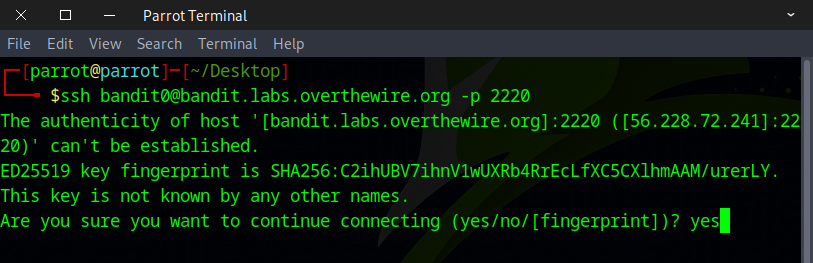 Parrot Terminal
File Edit View Search Terminal Help
[parrot@parrot]-[~/Desktop]
$ssh bandit0@bandit.labs.overthewire.org -p 2220
The authenticity of host '[bandit.labs.overthewire.org]:2220 ([56.228.72.241]:22
20)' can't be established.
ED25519 key fingerprint is SHA256:C2ihUBV7ihnV1wUXRb4RrEcLfXC5CXlhmAAM/urerLY.
This key is not known by any other names.
Are you sure you want to continue connecting (yes/no/[fingerprint])? yes